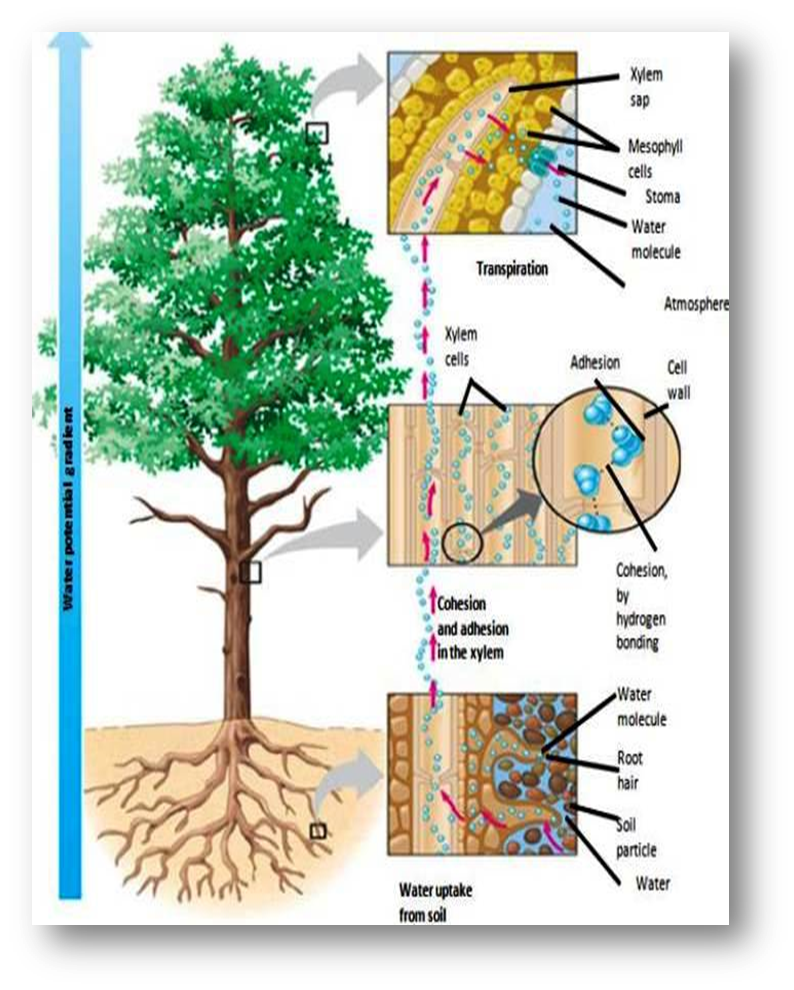 Xylem
sap
Mesophyll
cells
Stoma
Water
molecule
Transpiration
Atmosphere
Xylem
cells
Adhesion
Cell
wall
Water potential gradient
Cohesion,
by
hydrogen
bonding
Cohesion
and adhesion
in the xylem
Water
molecule
Root
hair
Soil
particle
Water
Water uptake
from soil